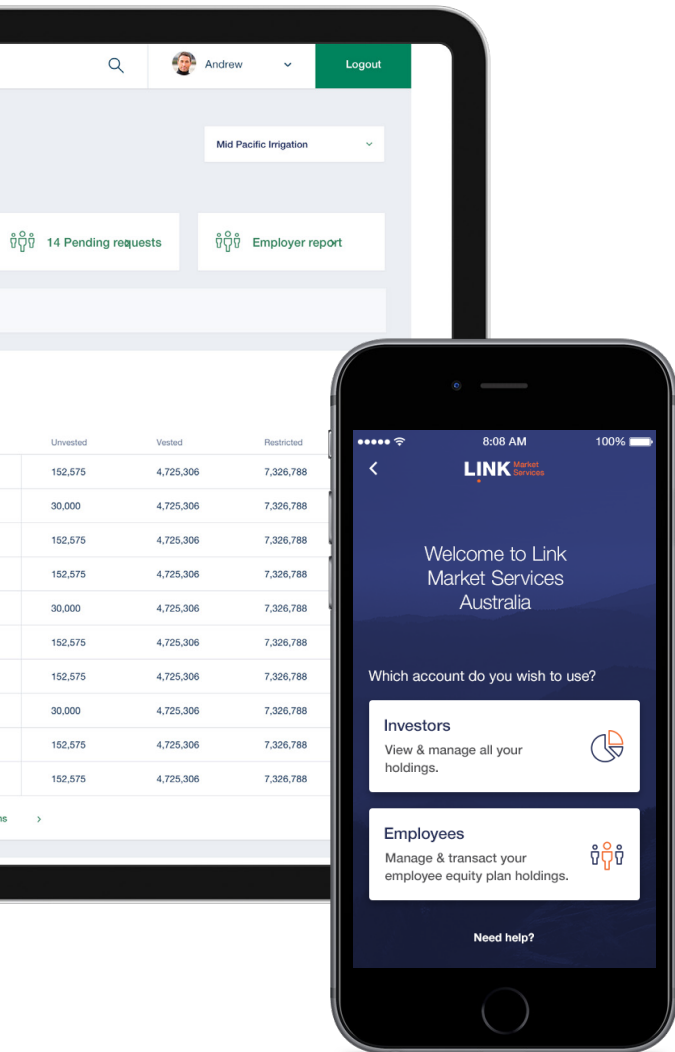 Andrew
Logout
Mid Pacific Irrigation
14 Pending requests
Employer report
Unvested Vested Restricted
152,575 4,725,306 7,326,788
30,000 4,725,306 7,326,788
152,575 4,725,306 7,326,788
152,575 4,725,306 7,326,788
30,000 4,725,306 7,326,788
152,575 4,725,306 7,326,788
152,575 4,725,306 7,326,788
30,000 4,725,306 7,326,788
152,575 4,725,306 7,326,788
152,575 4,725,306 7,326,788
8:08 AM
100%
LINK Market
Services
Welcome to Link
Market Services
Australia
Which account do you wish to use?
Investors
View & manage all your
holdings.
Employees
Manage & transact your
employee equity plan holdings.
Need help?